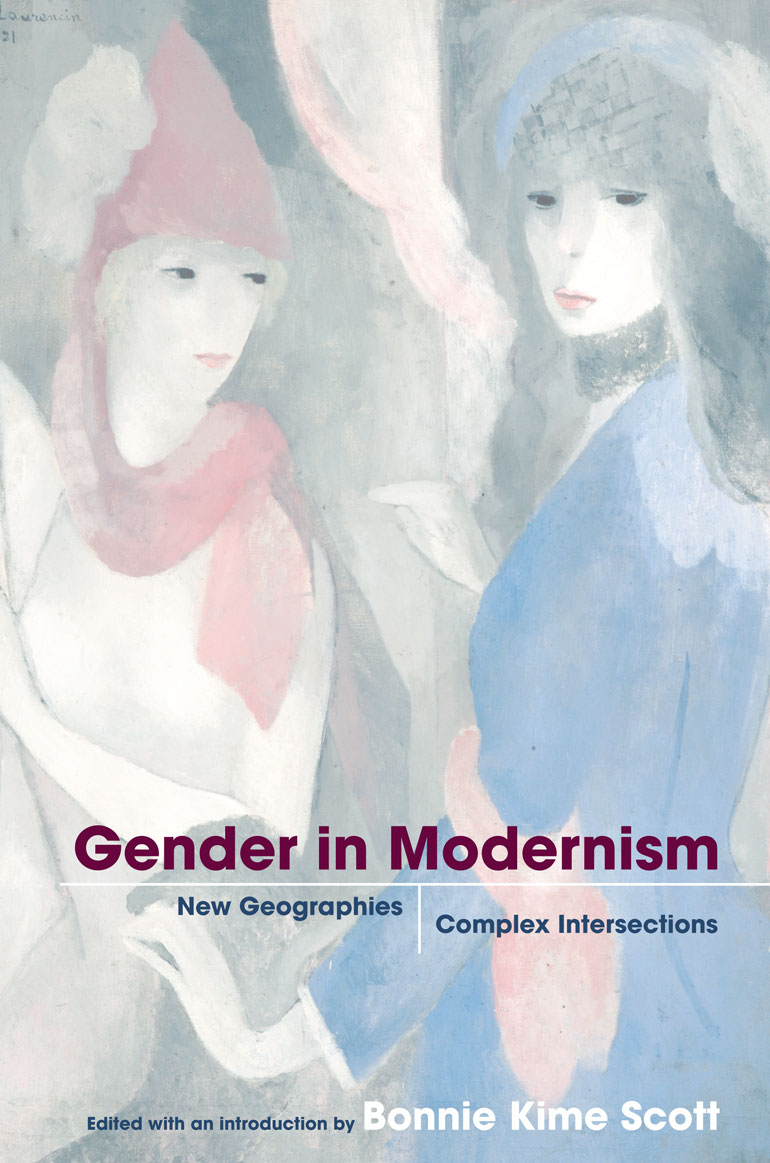 Laurencin
21
Gender in Modernism
New Geographies
Complex Intersections
Edited with an introduction by Bonnie Kime Scott